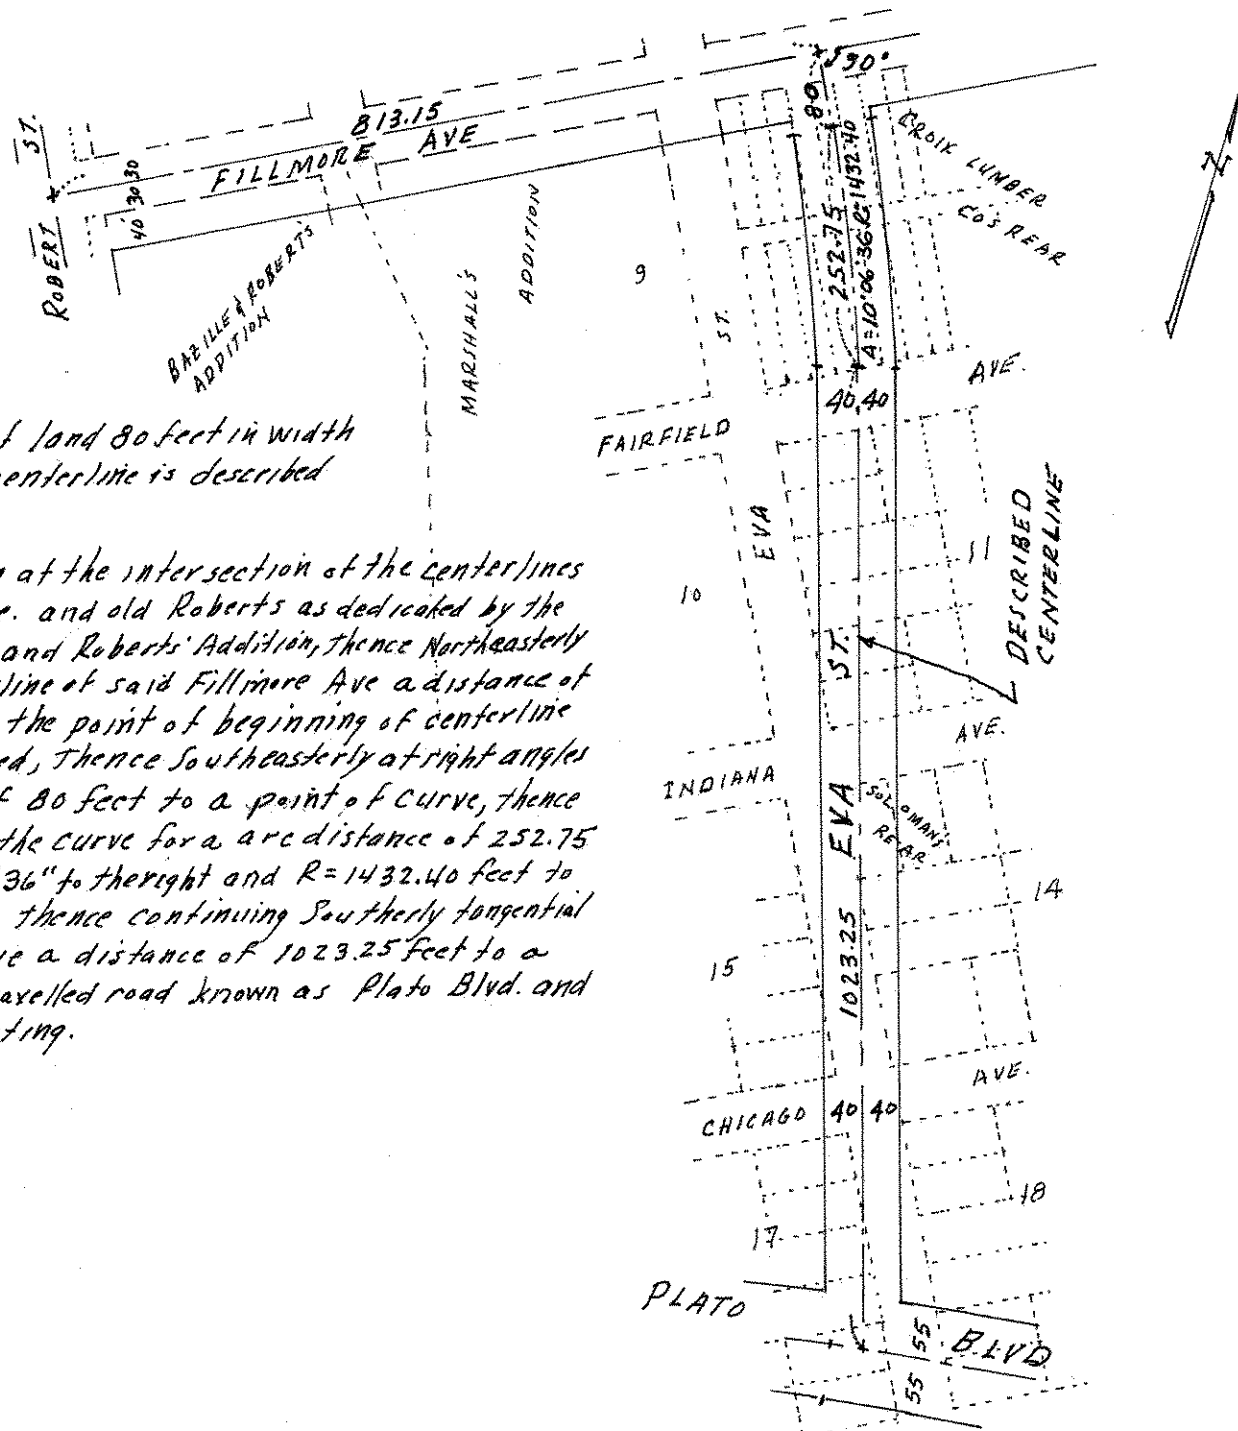 ST.
ROBERT
40 30 30
FILLMORE AVE
813.15
90°
80
252.75
Δ=10°06'36" R=1432.40
CROIX LUMBER
CO'S REAR
N
BAZILLE & ROBERTS
ADDITION
MARSHALL'S
ADDITION
9
ST.
AVE.
40 40
FAIRFIELD
EVA
10
11
DESCRIBED
CENTERLINE
ST.
AVE.
INDIANA
EVA
SOLOMAN'S
REAR
14
15
1023.25
AVE.
CHICAGO
40 40
17
18
PLATO
BLVD
55
55
f land 80 feet in width
centerline is described
at the intersection of the centerlines
e. and old Roberts as dedicated by the
and Roberts' Addition, thence Northeasterly
line of said Fillmore Ave a distance of
the point of beginning of centerline
ed, Thence Southeasterly at right angles
f 80 feet to a point of curve, thence
the curve for a arc distance of 252.75
36" to the right and R=1432.40 feet to
thence continuing Southerly tangential
ve a distance of 1023.25 feet to a
avelled road known as Plato Blvd. and
ting.